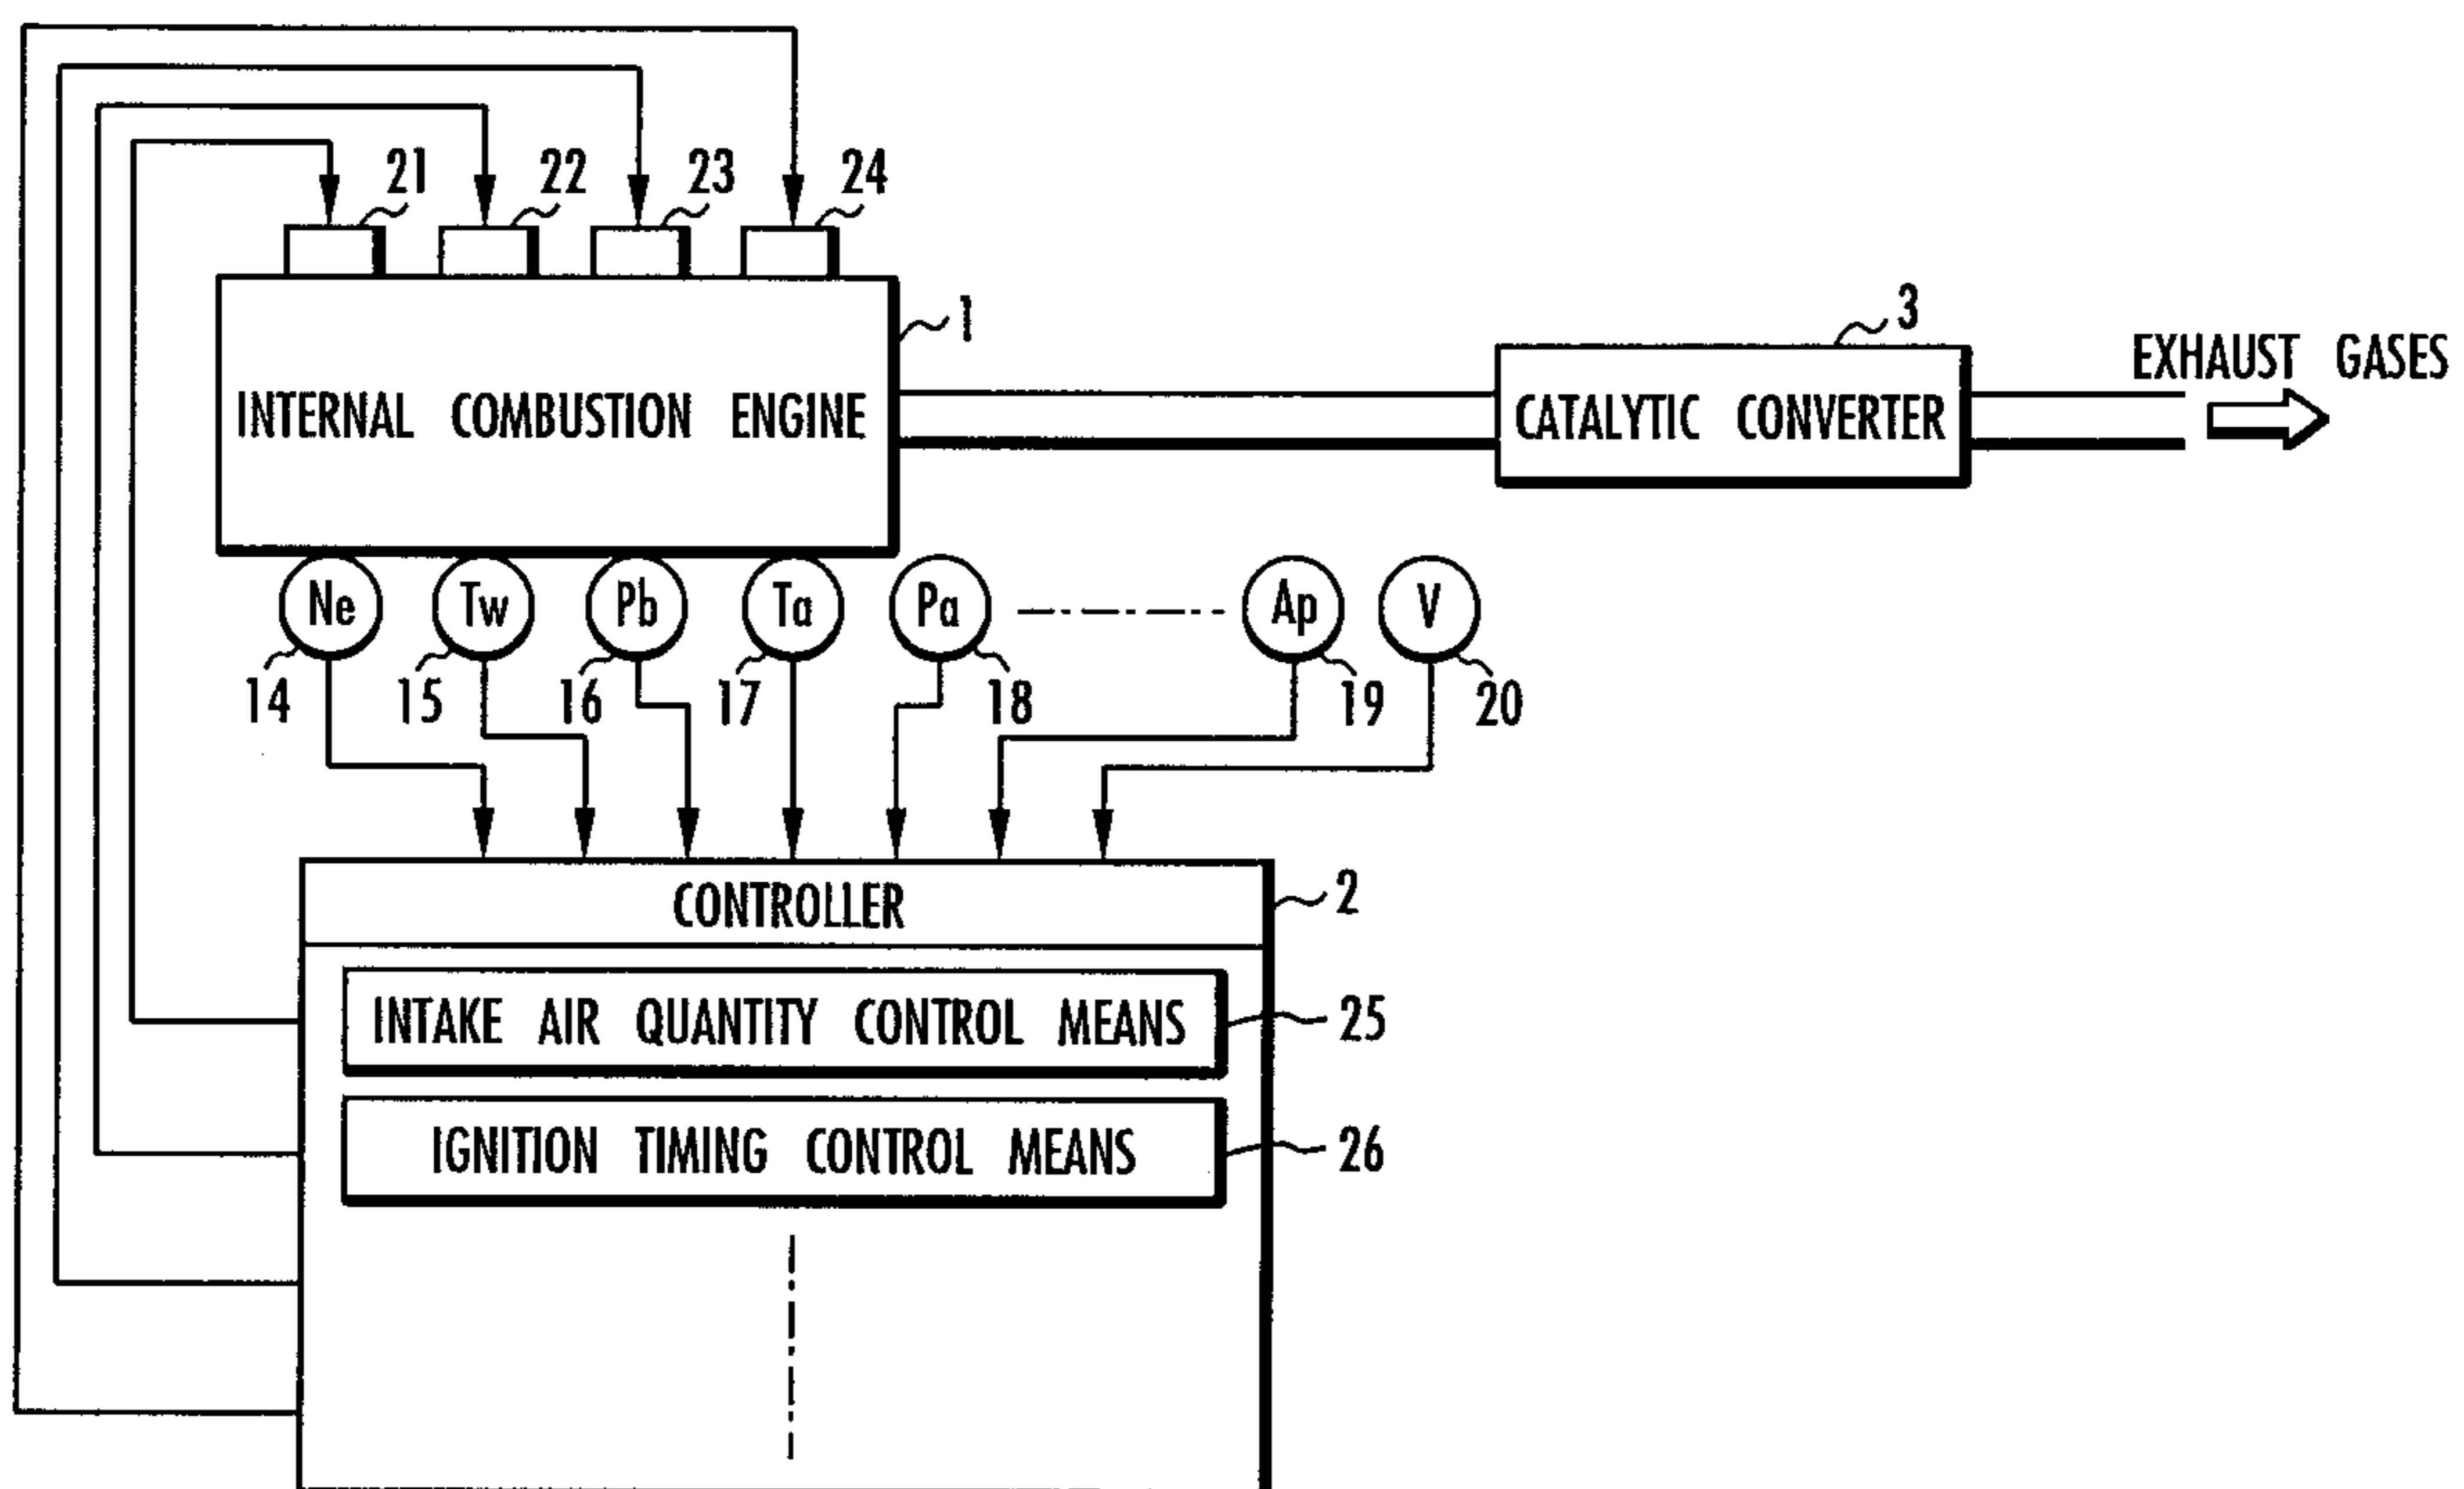 21
22
23
24
1
3
EXHAUST GASES
INTERNAL COMBUSTION ENGINE
CATALYTIC CONVERTER
Ne
Tw
Pb
Ta
Pa
Ap
V
14
15
16
17
18
19
20
CONTROLLER
2
INTAKE AIR QUANTITY CONTROL MEANS
25
IGNITION TIMING CONTROL MEANS
26